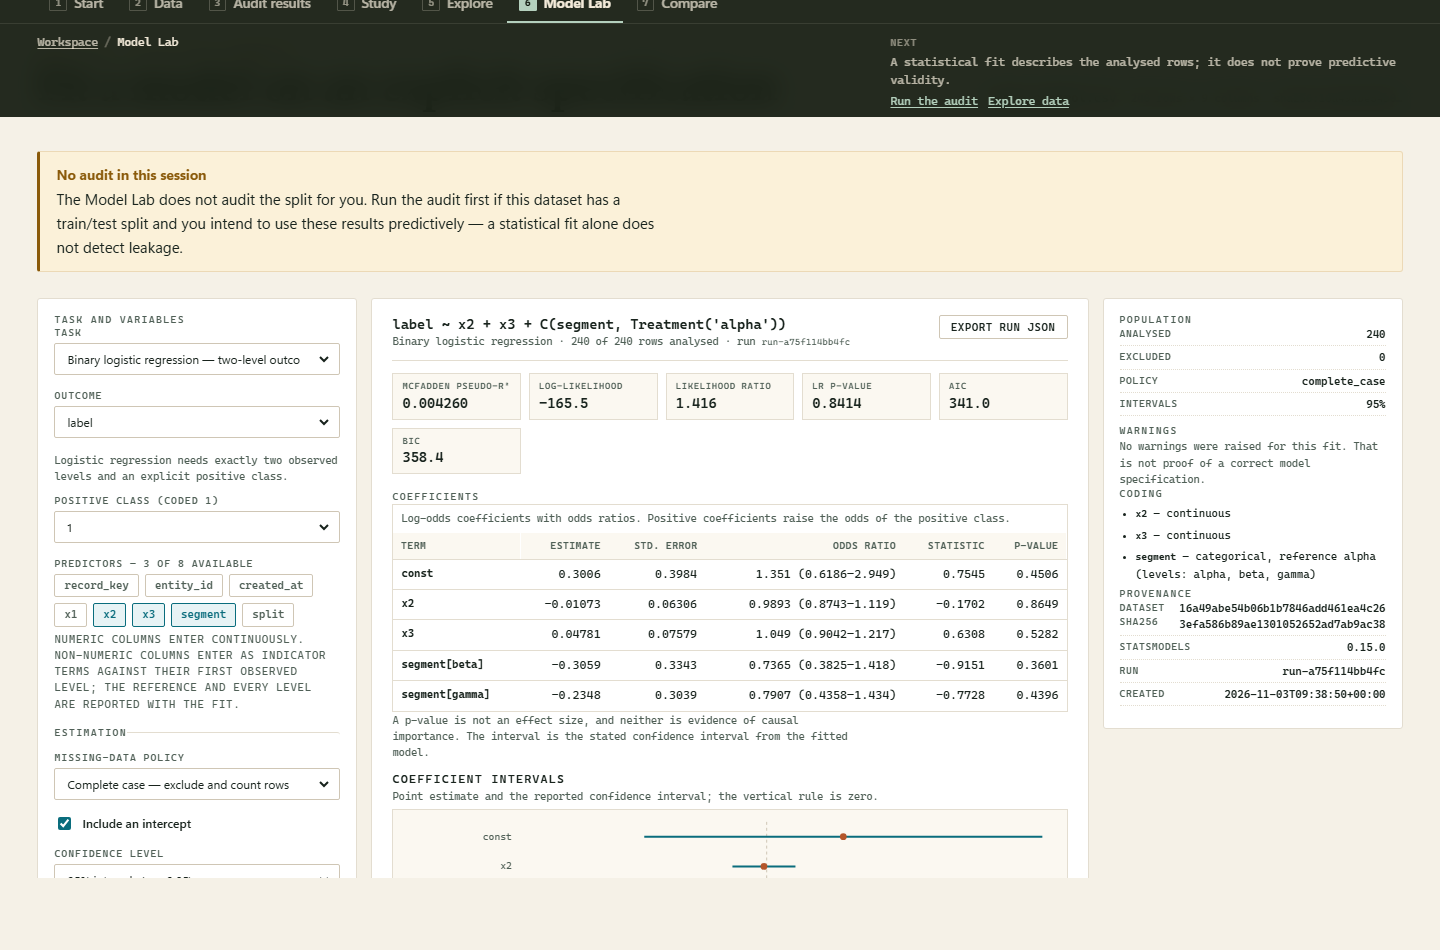 1 Start 2 Data 3 Audit results 4 Study 5 Explore 6 Model Lab 7 Compare
Workspace / Model Lab
NEXT
A statistical fit describes the analysed rows; it does not prove predictive
validity.
Run the audit Explore data
No audit in this session
The Model Lab does not audit the split for you. Run the audit first if this dataset has a
train/test split and you intend to use these results predictively — a statistical fit alone does
not detect leakage.
TASK AND VARIABLES
TASK
Binary logistic regression — two-level outco
OUTCOME
label
Logistic regression needs exactly two observed
levels and an explicit positive class.
POSITIVE CLASS (CODED 1)
1
PREDICTORS — 3 OF 8 AVAILABLE
record_key entity_id created_at
x1 x2 x3 segment split
NUMERIC COLUMNS ENTER CONTINUOUSLY.
NON-NUMERIC COLUMNS ENTER AS INDICATOR
TERMS AGAINST THEIR FIRST OBSERVED
LEVEL; THE REFERENCE AND EVERY LEVEL
ARE REPORTED WITH THE FIT.
ESTIMATION
MISSING-DATA POLICY
Complete case — exclude and count rows
Include an intercept
CONFIDENCE LEVEL
label ~ x2 + x3 + C(segment, Treatment('alpha'))
Binary logistic regression · 240 of 240 rows analysed · run run-a75f114bb4fc
EXPORT RUN JSON
MCFADDEN PSEUDO-R² LOG-LIKELIHOOD LIKELIHOOD RATIO LR P-VALUE AIC
0.004260 −165.5 1.416 0.8414 341.0
BIC
358.4
COEFFICIENTS
Log-odds coefficients with odds ratios. Positive coefficients raise the odds of the positive class.
TERM ESTIMATE STD. ERROR ODDS RATIO STATISTIC P-VALUE
const 0.3006 0.3984 1.351 (0.6186–2.949) 0.7545 0.4506
x2 −0.01073 0.06306 0.9893 (0.8743–1.119) −0.1702 0.8649
x3 0.04781 0.07579 1.049 (0.9042–1.217) 0.6308 0.5282
segment[beta] −0.3059 0.3343 0.7365 (0.3825–1.418) −0.9151 0.3601
segment[gamma] −0.2348 0.3039 0.7907 (0.4358–1.434) −0.7728 0.4396
A p-value is not an effect size, and neither is evidence of causal
importance. The interval is the stated confidence interval from the fitted
model.
COEFFICIENT INTERVALS
Point estimate and the reported confidence interval; the vertical rule is zero.
const
x2
POPULATION
ANALYSED 240
EXCLUDED 0
POLICY complete_case
INTERVALS 95%
WARNINGS
No warnings were raised for this fit. That
is not proof of a correct model
specification.
CODING
• x2 — continuous
• x3 — continuous
• segment — categorical, reference alpha
(levels: alpha, beta, gamma)
PROVENANCE
DATASET 16a49abe54b06b1b7846add461ea4c26
SHA256 3efa586b89ae1301052652ad7ab9ac38
STATSMODELS 0.15.0
RUN run-a75f114bb4fc
CREATED 2026-11-03T09:38:50+00:00